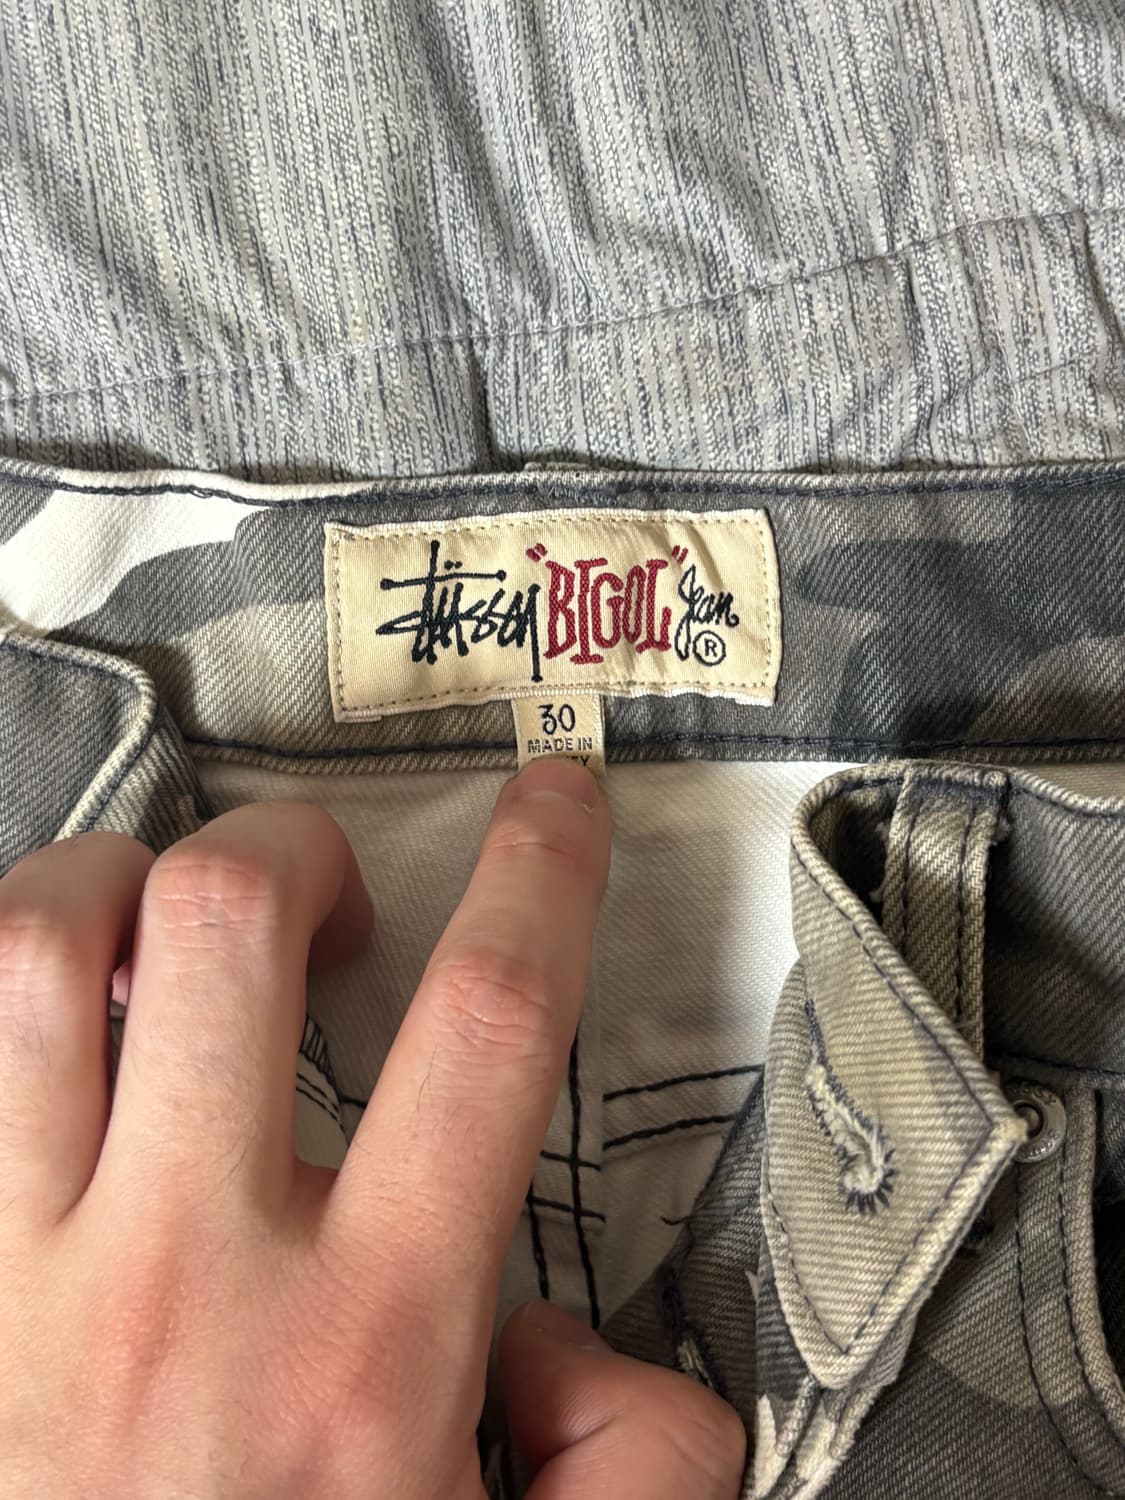 Stüssy "BIGOL" Jean ®
30
MADE IN